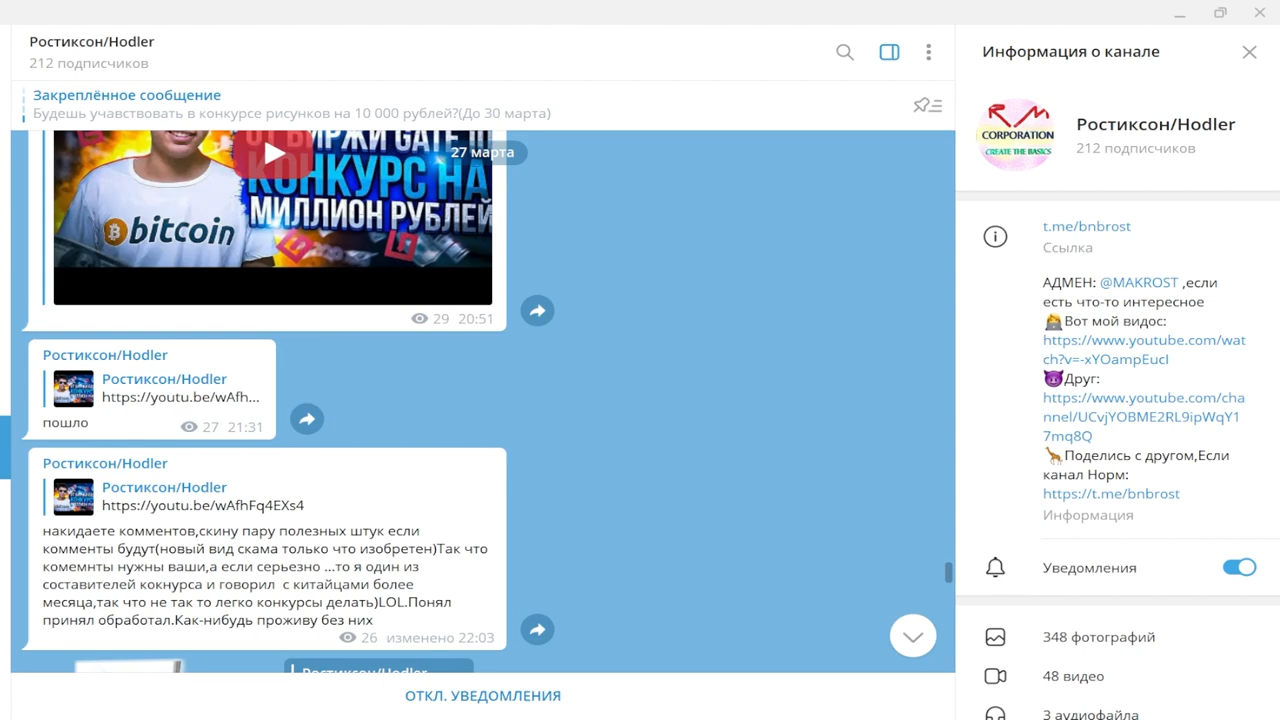 Ростиксон/Hodler
212 подписчиков
Закреплённое сообщение
Будешь учавствовать в конкурсе рисунков на 10 000 рублей?(До 30 марта)
27 марта
ОТ БИРЖИ GATE IO
КОНКУРС НА
МИЛЛИОН РУБЛЕЙ
bitcoin
29 20:51
Ростиксон/Hodler
Ростиксон/Hodler
https://youtu.be/wAfh...
пошло
27 21:31
Ростиксон/Hodler
Ростиксон/Hodler
https://youtu.be/wAfhFq4EXs4
накидаете комментов,скину пару полезных штук если
комменты будут(новый вид скама только что изобретен)Так что
комемнты нужны ваши,а если серьезно ...то я один из
составителей кокнурса и говорил с китайцами более
месяца,так что не так то легко конкурсы делать)LOL.Понял
принял обработал.Как-нибудь проживу без них
26 изменено 22:03
Ростиксон/Hodler
ОТКЛ. УВЕДОМЛЕНИЯ
Информация о канале
RM
CORPORATION
CREATE THE BASICS
Ростиксон/Hodler
212 подписчиков
t.me/bnbrost
Ссылка
АДМЕН: @MAKROST ,если
есть что-то интересное
Вот мой видос:
https://www.youtube.com/wat
ch?v=-xYOampEucI
Друг:
https://www.youtube.com/cha
nnel/UCvjYOBME2RL9ipWqY1
7mq8Q
Поделись с другом,Если
канал Норм:
https://t.me/bnbrost
Информация
Уведомления
348 фотографий
48 видео
3 аудиофайла